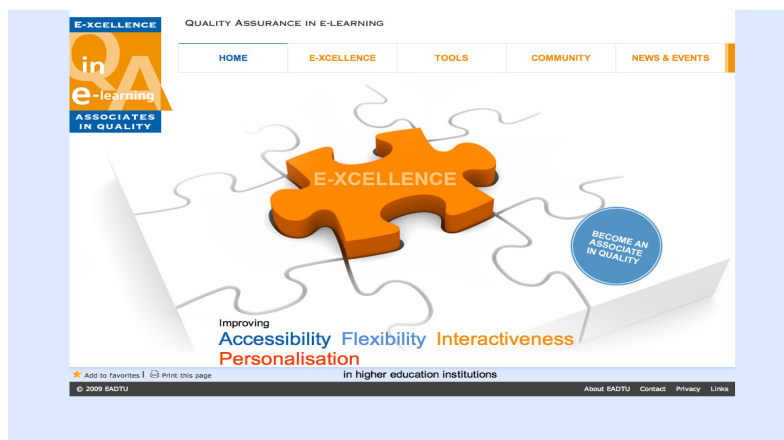 E-XCELLENCE
QUALITY ASSURANCE IN E-LEARNING
HOME
E-XCELLENCE
TOOLS
COMMUNITY
NEWS & EVENTS
QA
in
e-learning
ASSOCIATES
IN QUALITY
E-XCELLENCE
BECOME AN
ASSOCIATE
IN QUALITY
Improving
Accessibility Flexibility Interactiveness
Personalisation
in higher education institutions
Add to favorites | Print this page
© 2009 EADTU
About EADTU Contact Privacy Links